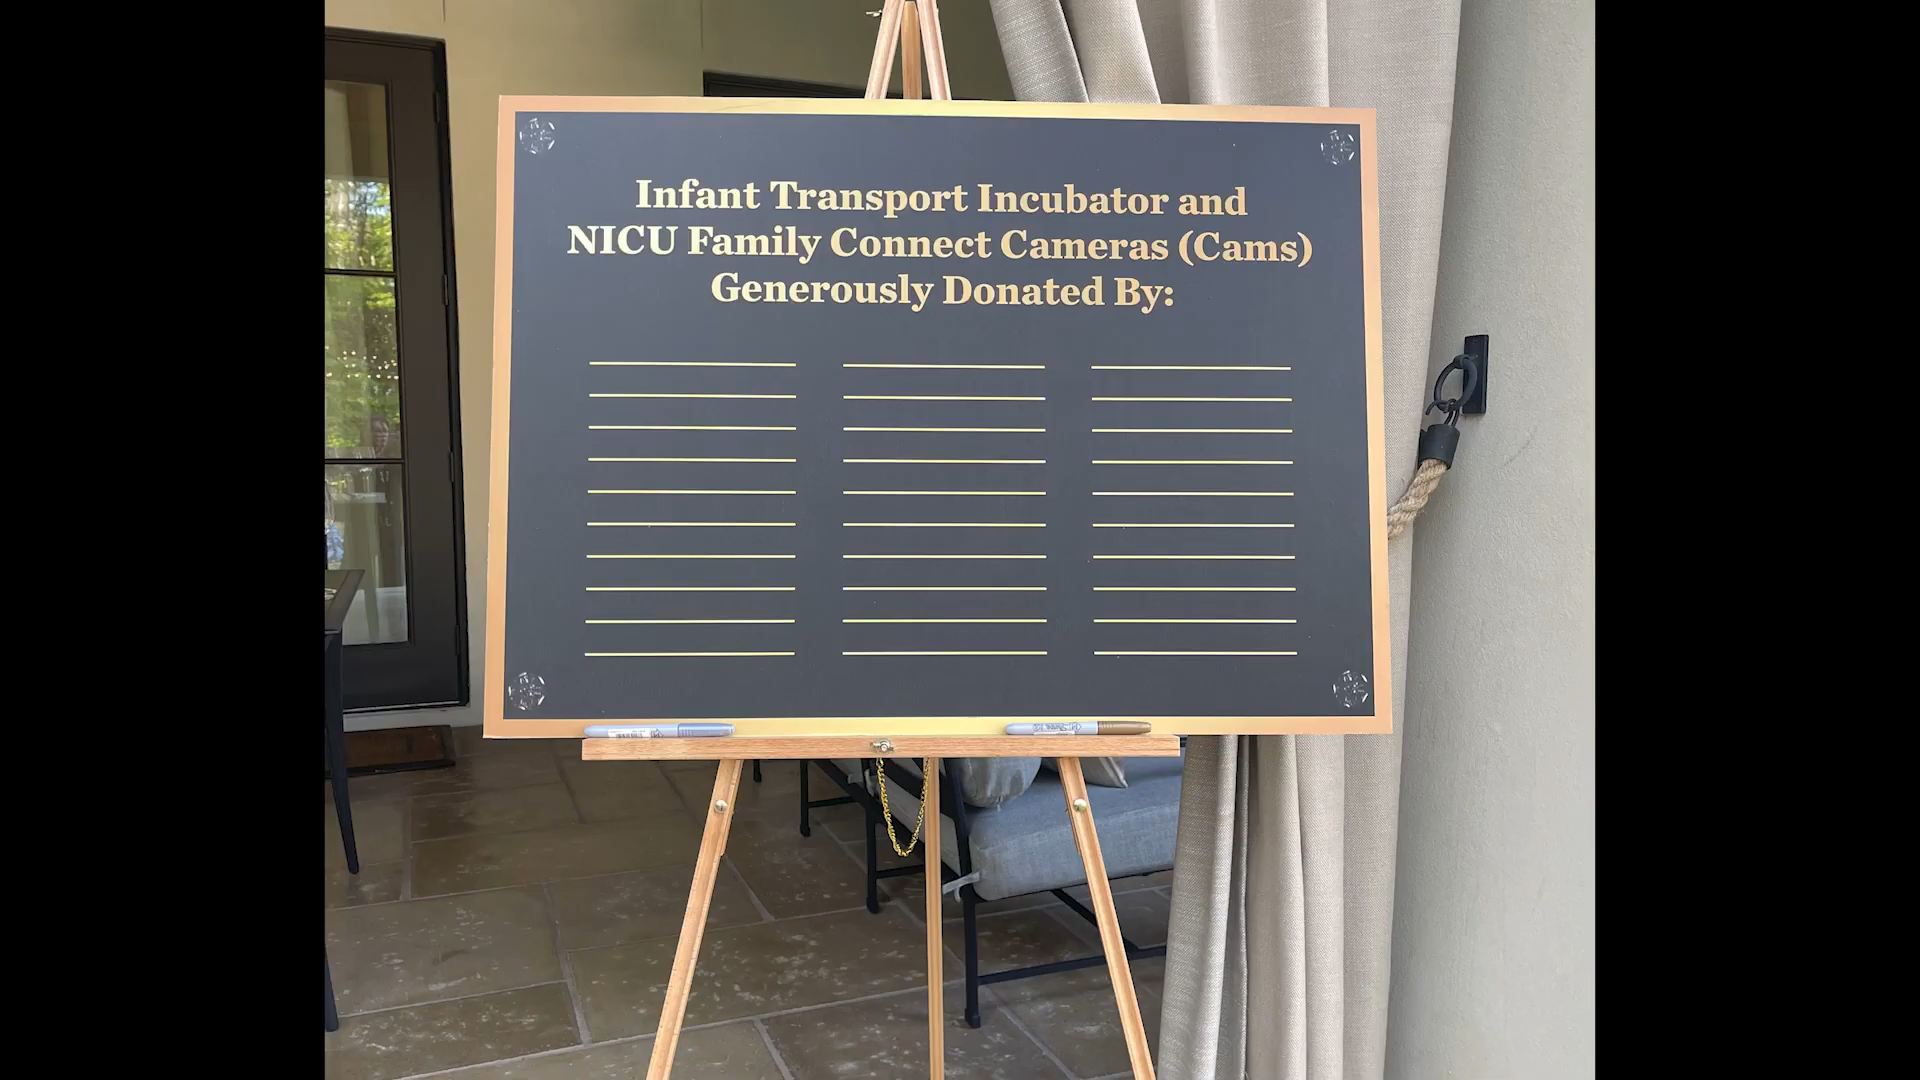 Infant Transport Incubator and
NICU Family Connect Cameras (Cams)
Generously Donated By: